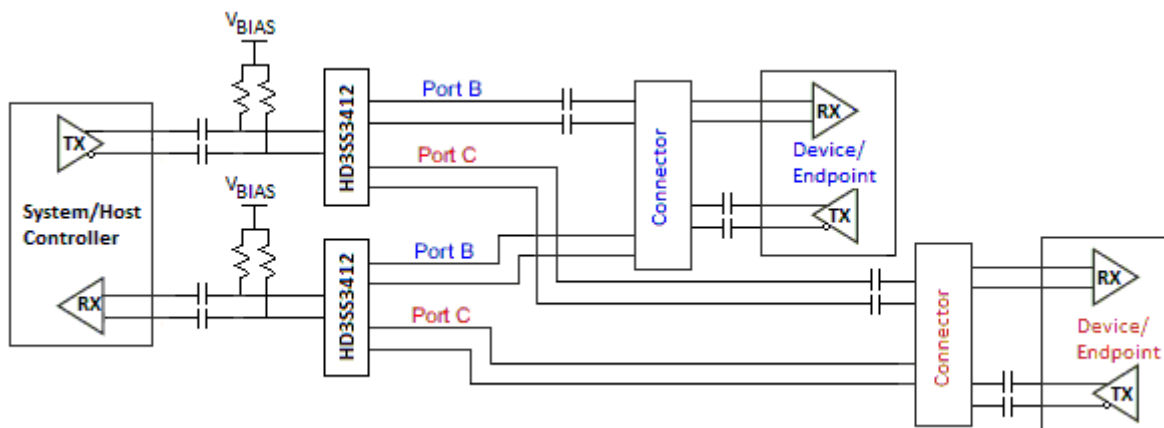 VBIAS
TX
System/Host
Controller
VBIAS
RX
HD3SS3412
Port B
Port C
HD3SS3412
Port B
Port C
Connector
RX
Device/
Endpoint
TX
Connector
RX
Device/
Endpoint
TX